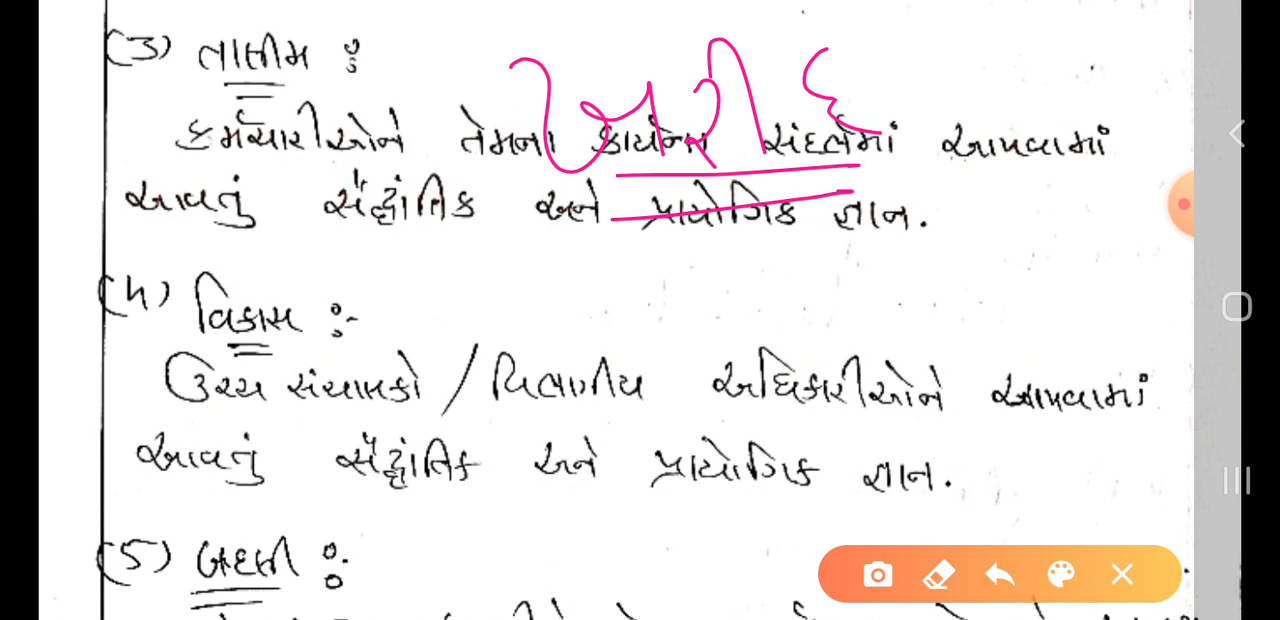 (3) તાલીમ :
કર્મચારીઓને તેમના કાર્યના સંદર્ભમાં આપવામાં
આવતું સૈદ્ધાંતિક અને પ્રાયોગિક જ્ઞાન.
(4) વિકાસ :-
ઉચ્ચ સંચાલકો / વિભાગીય અધિકારીઓને આપવામાં
આવતું સૈદ્ધાંતિક અને પ્રાયોગિક જ્ઞાન.
(5) બદલી :-